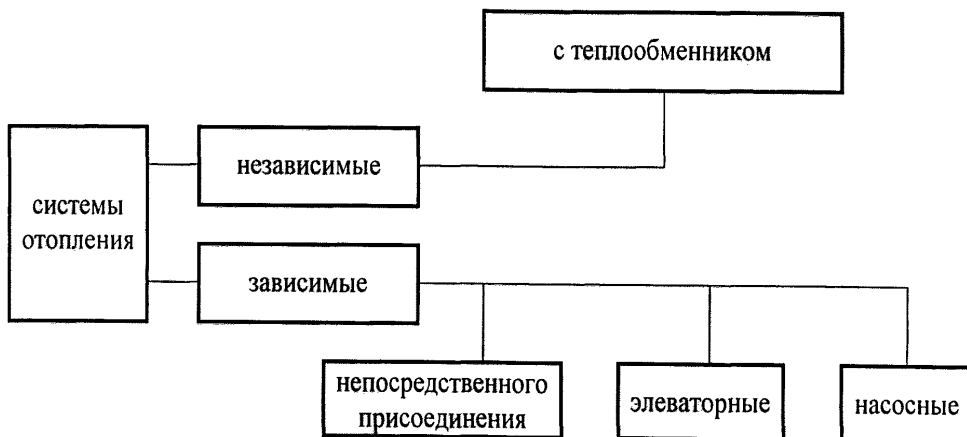 с теплообменником
независимые
системы
отопления
зависимые
непосредственного
присоединения
элеваторные
насосные